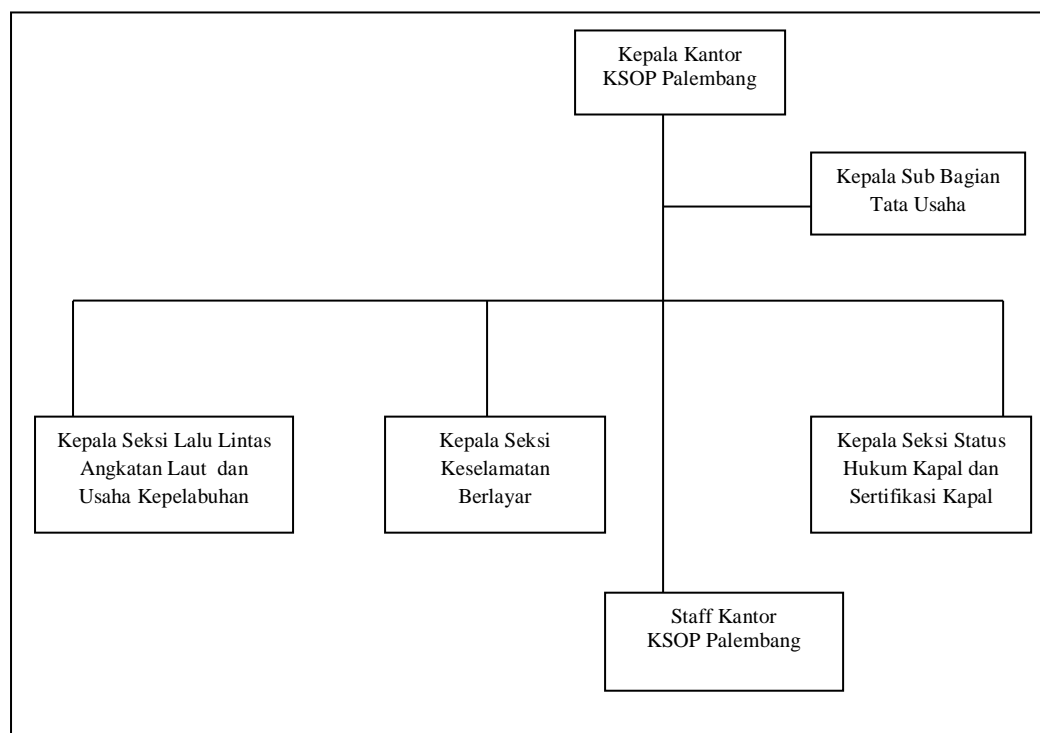 Kepala Kantor
KSOP Palembang
Kepala Sub Bagian
Tata Usaha
Kepala Seksi Lalu Lintas
Angkatan Laut dan
Usaha Kepelabuhan
Kepala Seksi
Keselamatan
Berlayar
Kepala Seksi Status
Hukum Kapal dan
Sertifikasi Kapal
Staff Kantor
KSOP Palembang